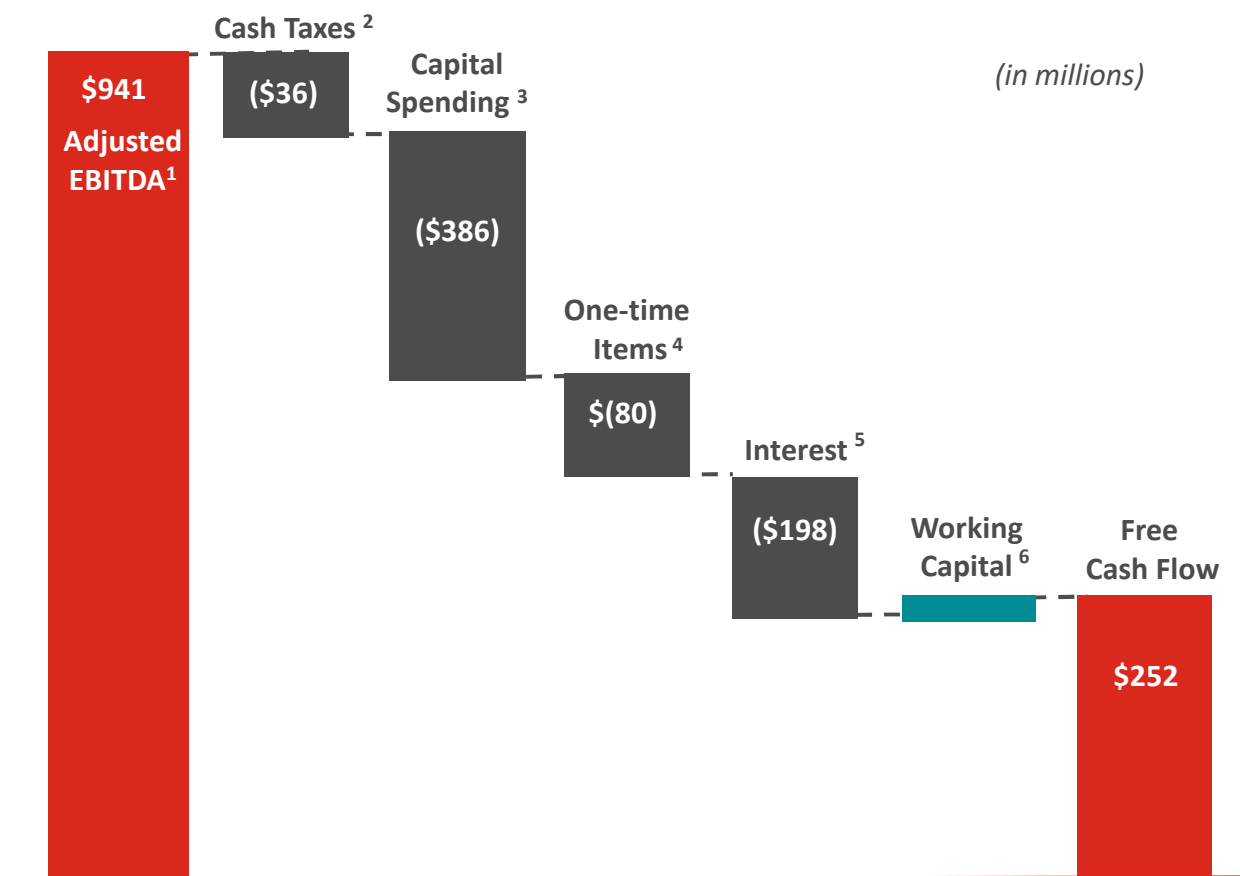 Cash Taxes 2
$941
Adjusted
EBITDA1
($36)
Capital
Spending 3
(in millions)
($386)
One-time
Items 4
$(80)
Interest 5
($198)
Working
Capital 6
Free
Cash Flow
$252